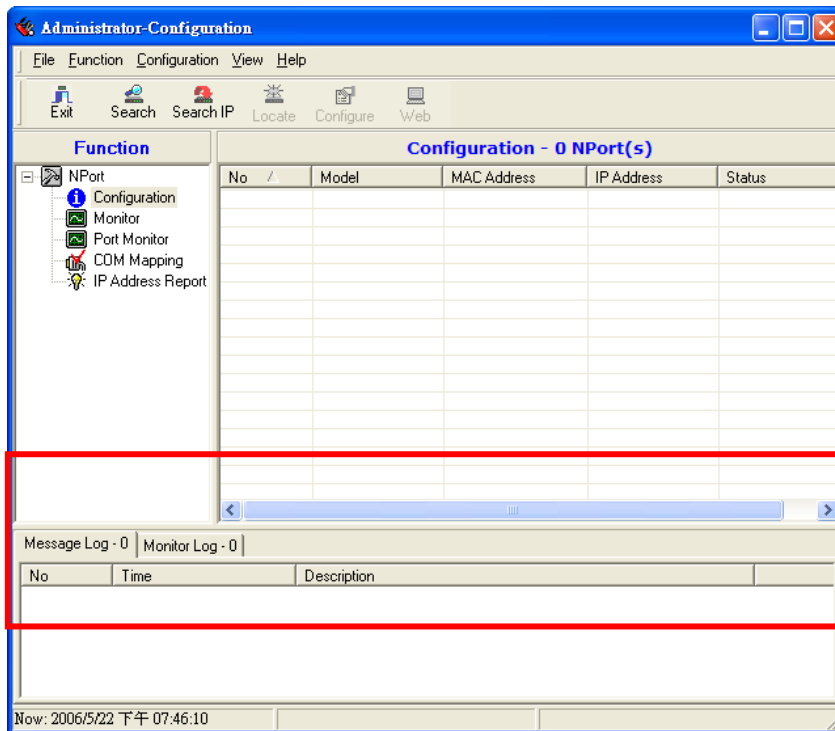 Administrator-Configuration
File Function Configuration View Help
Exit Search Search IP Locate Configure Web
Function
Configuration - 0 NPort(s)
NPort
Configuration
Monitor
Port Monitor
COM Mapping
IP Address Report
No Model MAC Address IP Address Status
Message Log - 0 Monitor Log - 0
No Time Description
Now: 2006/5/22 下午 07:46:10